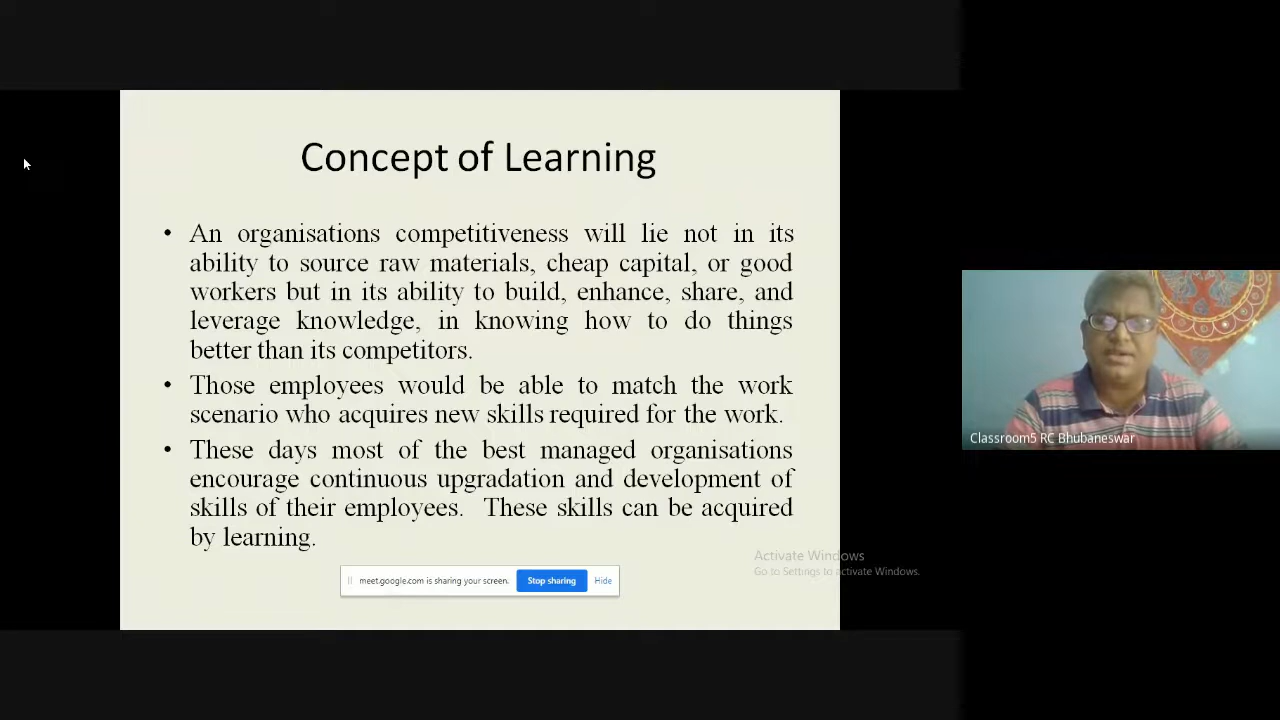 Concept of Learning
• An organisations competitiveness will lie not in its
ability to source raw materials, cheap capital, or good
workers but in its ability to build, enhance, share, and
leverage knowledge, in knowing how to do things
better than its competitors.
• Those employees would be able to match the work
scenario who acquires new skills required for the work.
• These days most of the best managed organisations
encourage continuous upgradation and development of
skills of their employees. These skills can be acquired
by learning.
meet.google.com is sharing your screen. Stop sharing Hide
Activate Windows
Go to Settings to activate Windows.
Classroom5 RC Bhubaneswar